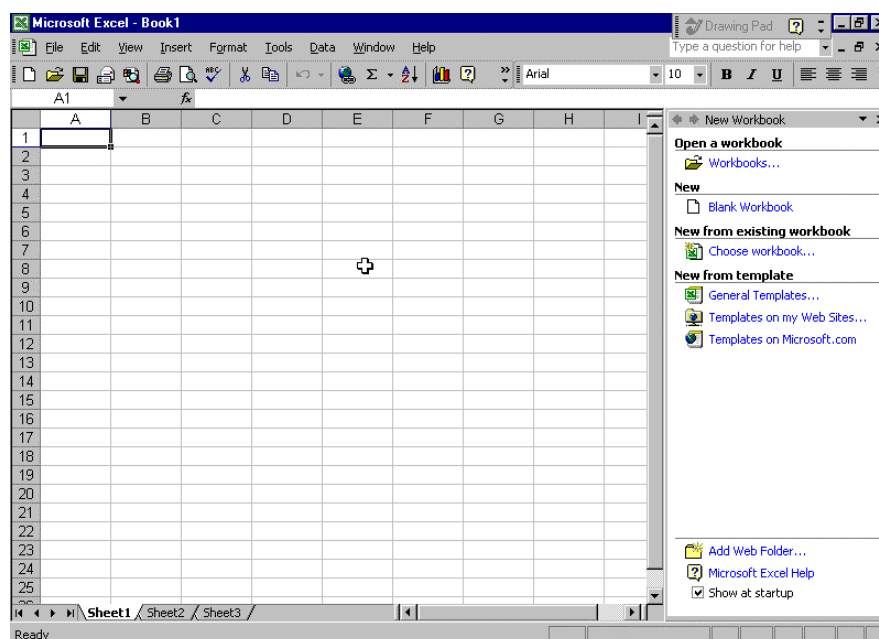 Microsoft Excel - Book1
Drawing Pad
File Edit View Insert Format Tools Data Window Help
Type a question for help
ABC Σ A Z Arial 10 B I U
A1 fx
A B C D E F G H I
New Workbook
1
Open a workbook
2
Workbooks...
3
New
4
Blank Workbook
5
6
New from existing workbook
7
Choose workbook...
8
New from template
9
General Templates...
10
Templates on my Web Sites...
11
Templates on Microsoft.com
12
13
14
15
16
17
18
19
20
21
22
23
Add Web Folder...
24
Microsoft Excel Help
25
Show at startup
Sheet1 Sheet2 Sheet3
Ready